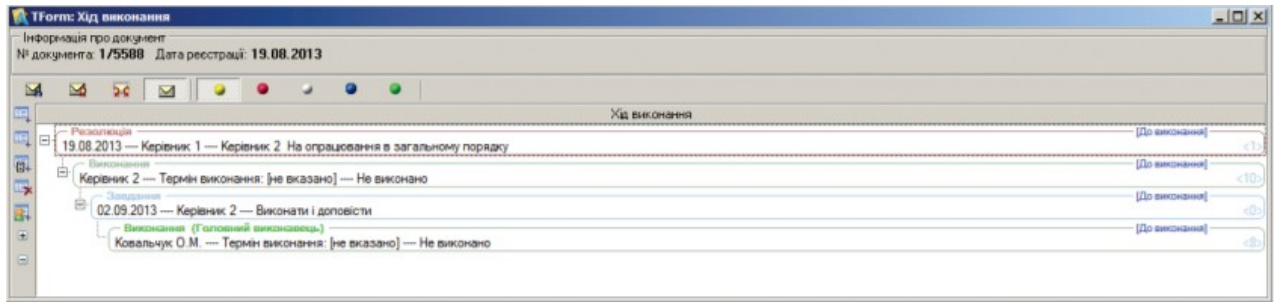 TForm: Хід виконання
Інформація про документ
№ документа: 1/5588 Дата реєстрації: 19.08.2013
Хід виконання
Резолюція [До виконання]
19.08.2013 --- Керівник 1 --- Керівник 2 На опрацювання в загальному порядку <1>
Виконання [До виконання]
Керівник 2 --- Термін виконання: [не вказано] --- Не виконано <10>
Завдання [До виконання]
02.09.2013 --- Керівник 2 --- Виконати і доповісти <0>
Виконання (Головний виконавець) [До виконання]
Ковальчук О.М. --- Термін виконання: [не вказано] --- Не виконано <8>